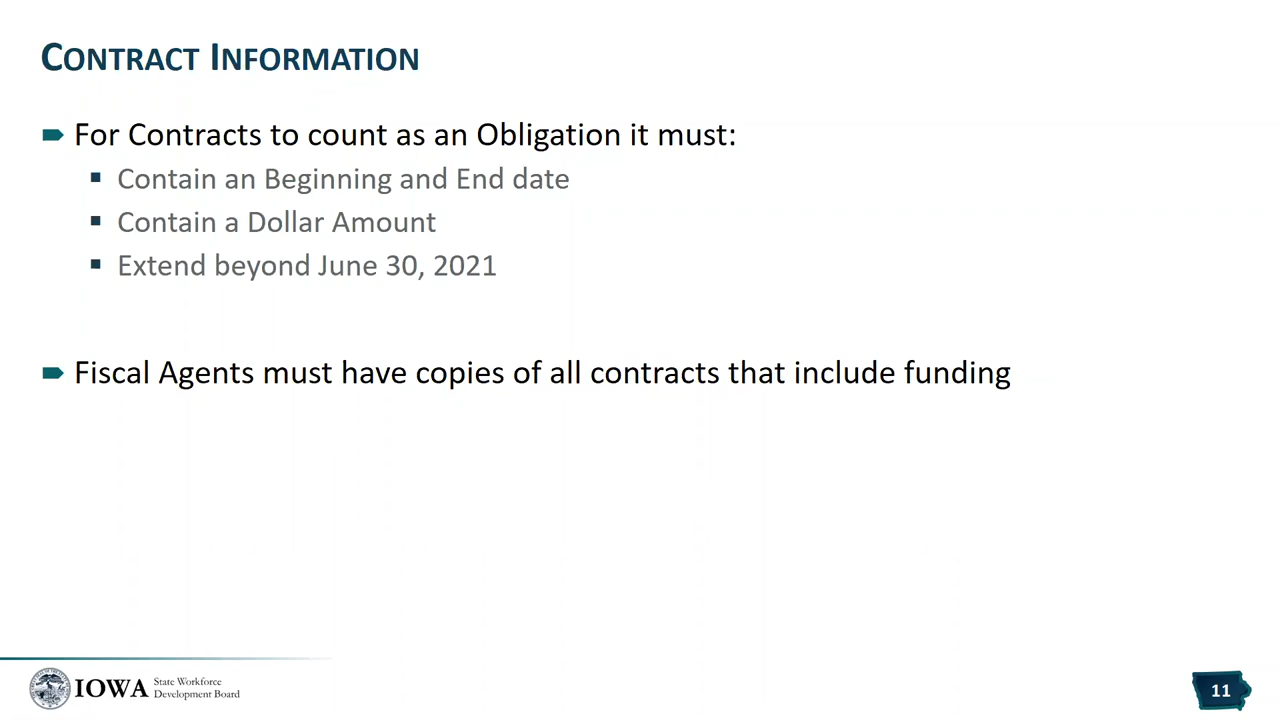 CONTRACT INFORMATION
For Contracts to count as an Obligation it must:
Contain an Beginning and End date
Contain a Dollar Amount
Extend beyond June 30, 2021
Fiscal Agents must have copies of all contracts that include funding
IOWA State Workforce
Development Board
11